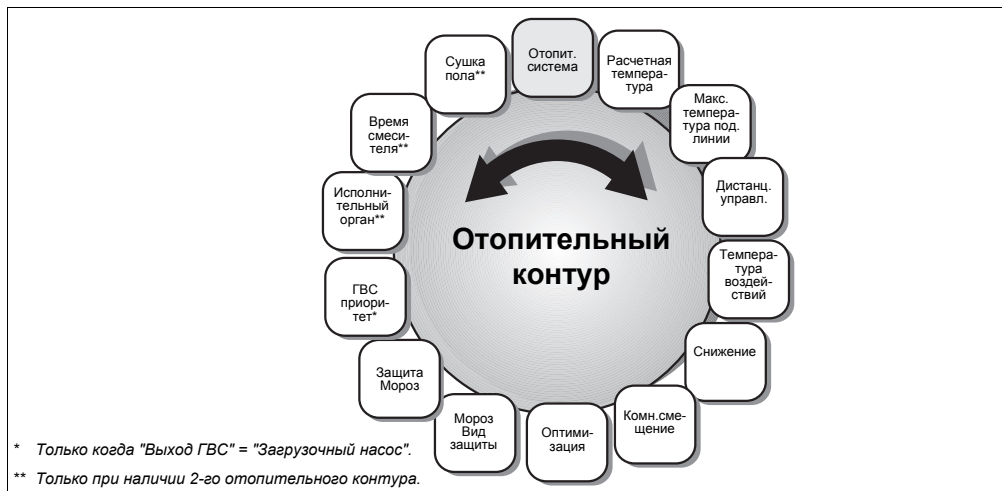 Отопит.
система
Расчетная
темпера-
тура
Макс.
темпера-
тура под.
линии
Дистанц.
управл.
Темпера-
тура
воздей-
ствий
Снижение
Комн.сме-
щение
Оптими-
зация
Мороз
Вид
защиты
Защита
Мороз
ГВС
приори-
тет*
Исполни-
тельный
орган**
Время
смеси-
теля**
Сушка
пола**
Отопительный
контур
* Только когда "Выход ГВС" = "Загрузочный насос".
** Только при наличии 2-го отопительного контура.